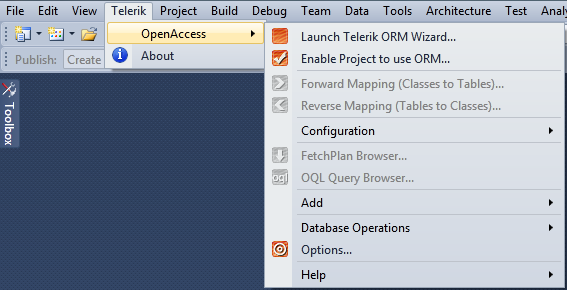 File Edit View Telerik Project Build Debug Team Data Tools Architecture Test
OpenAccess
About
Publish: Create
Toolbox
Launch Telerik ORM Wizard...
Enable Project to use ORM...
Forward Mapping (Classes to Tables)...
Reverse Mapping (Tables to Classes)...
Configuration
FetchPlan Browser...
oql OQL Query Browser...
Add
Database Operations
Options...
Help